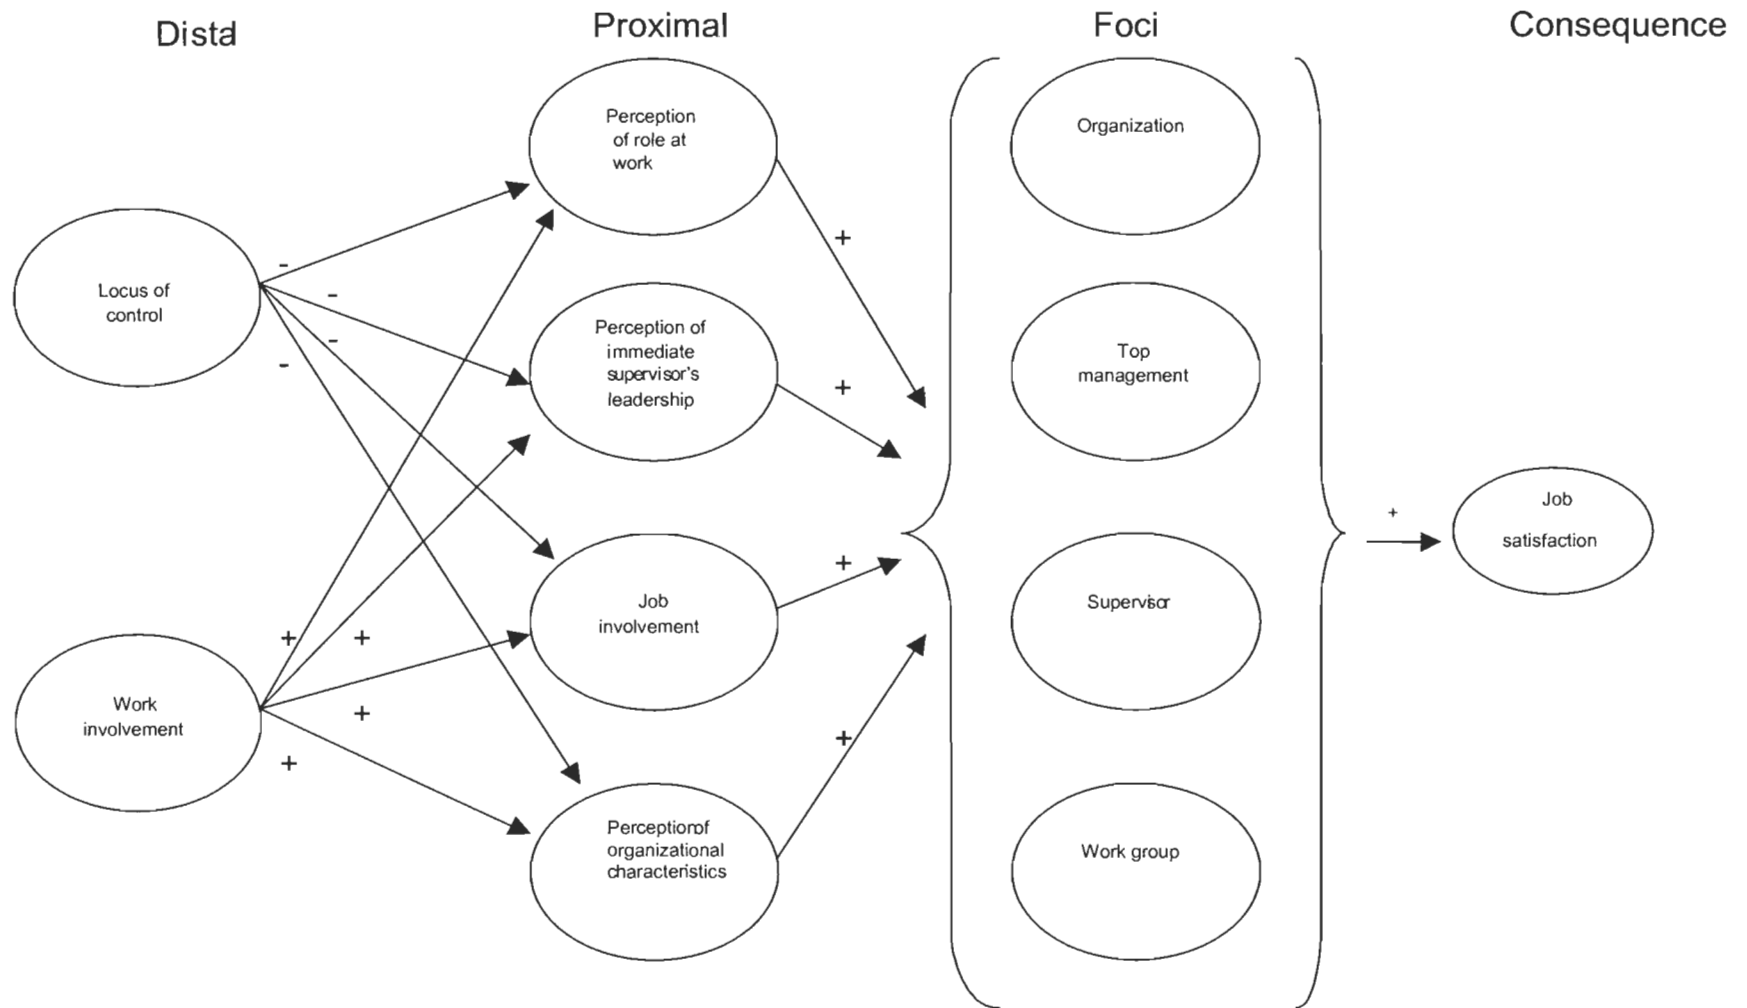 Distal
Proximal
Foci
Consequence
Perception
of role at
work
Organization
-
+
Locus of
control
-
Perception of
immediate
supervisor's
leadership
-
-
+
Top
management
Job
satisfaction
+
+
Job
involvement
+
Supervisor
+
+
Work
involvement
+
+
+
Perception of
organizational
characteristics
Work group